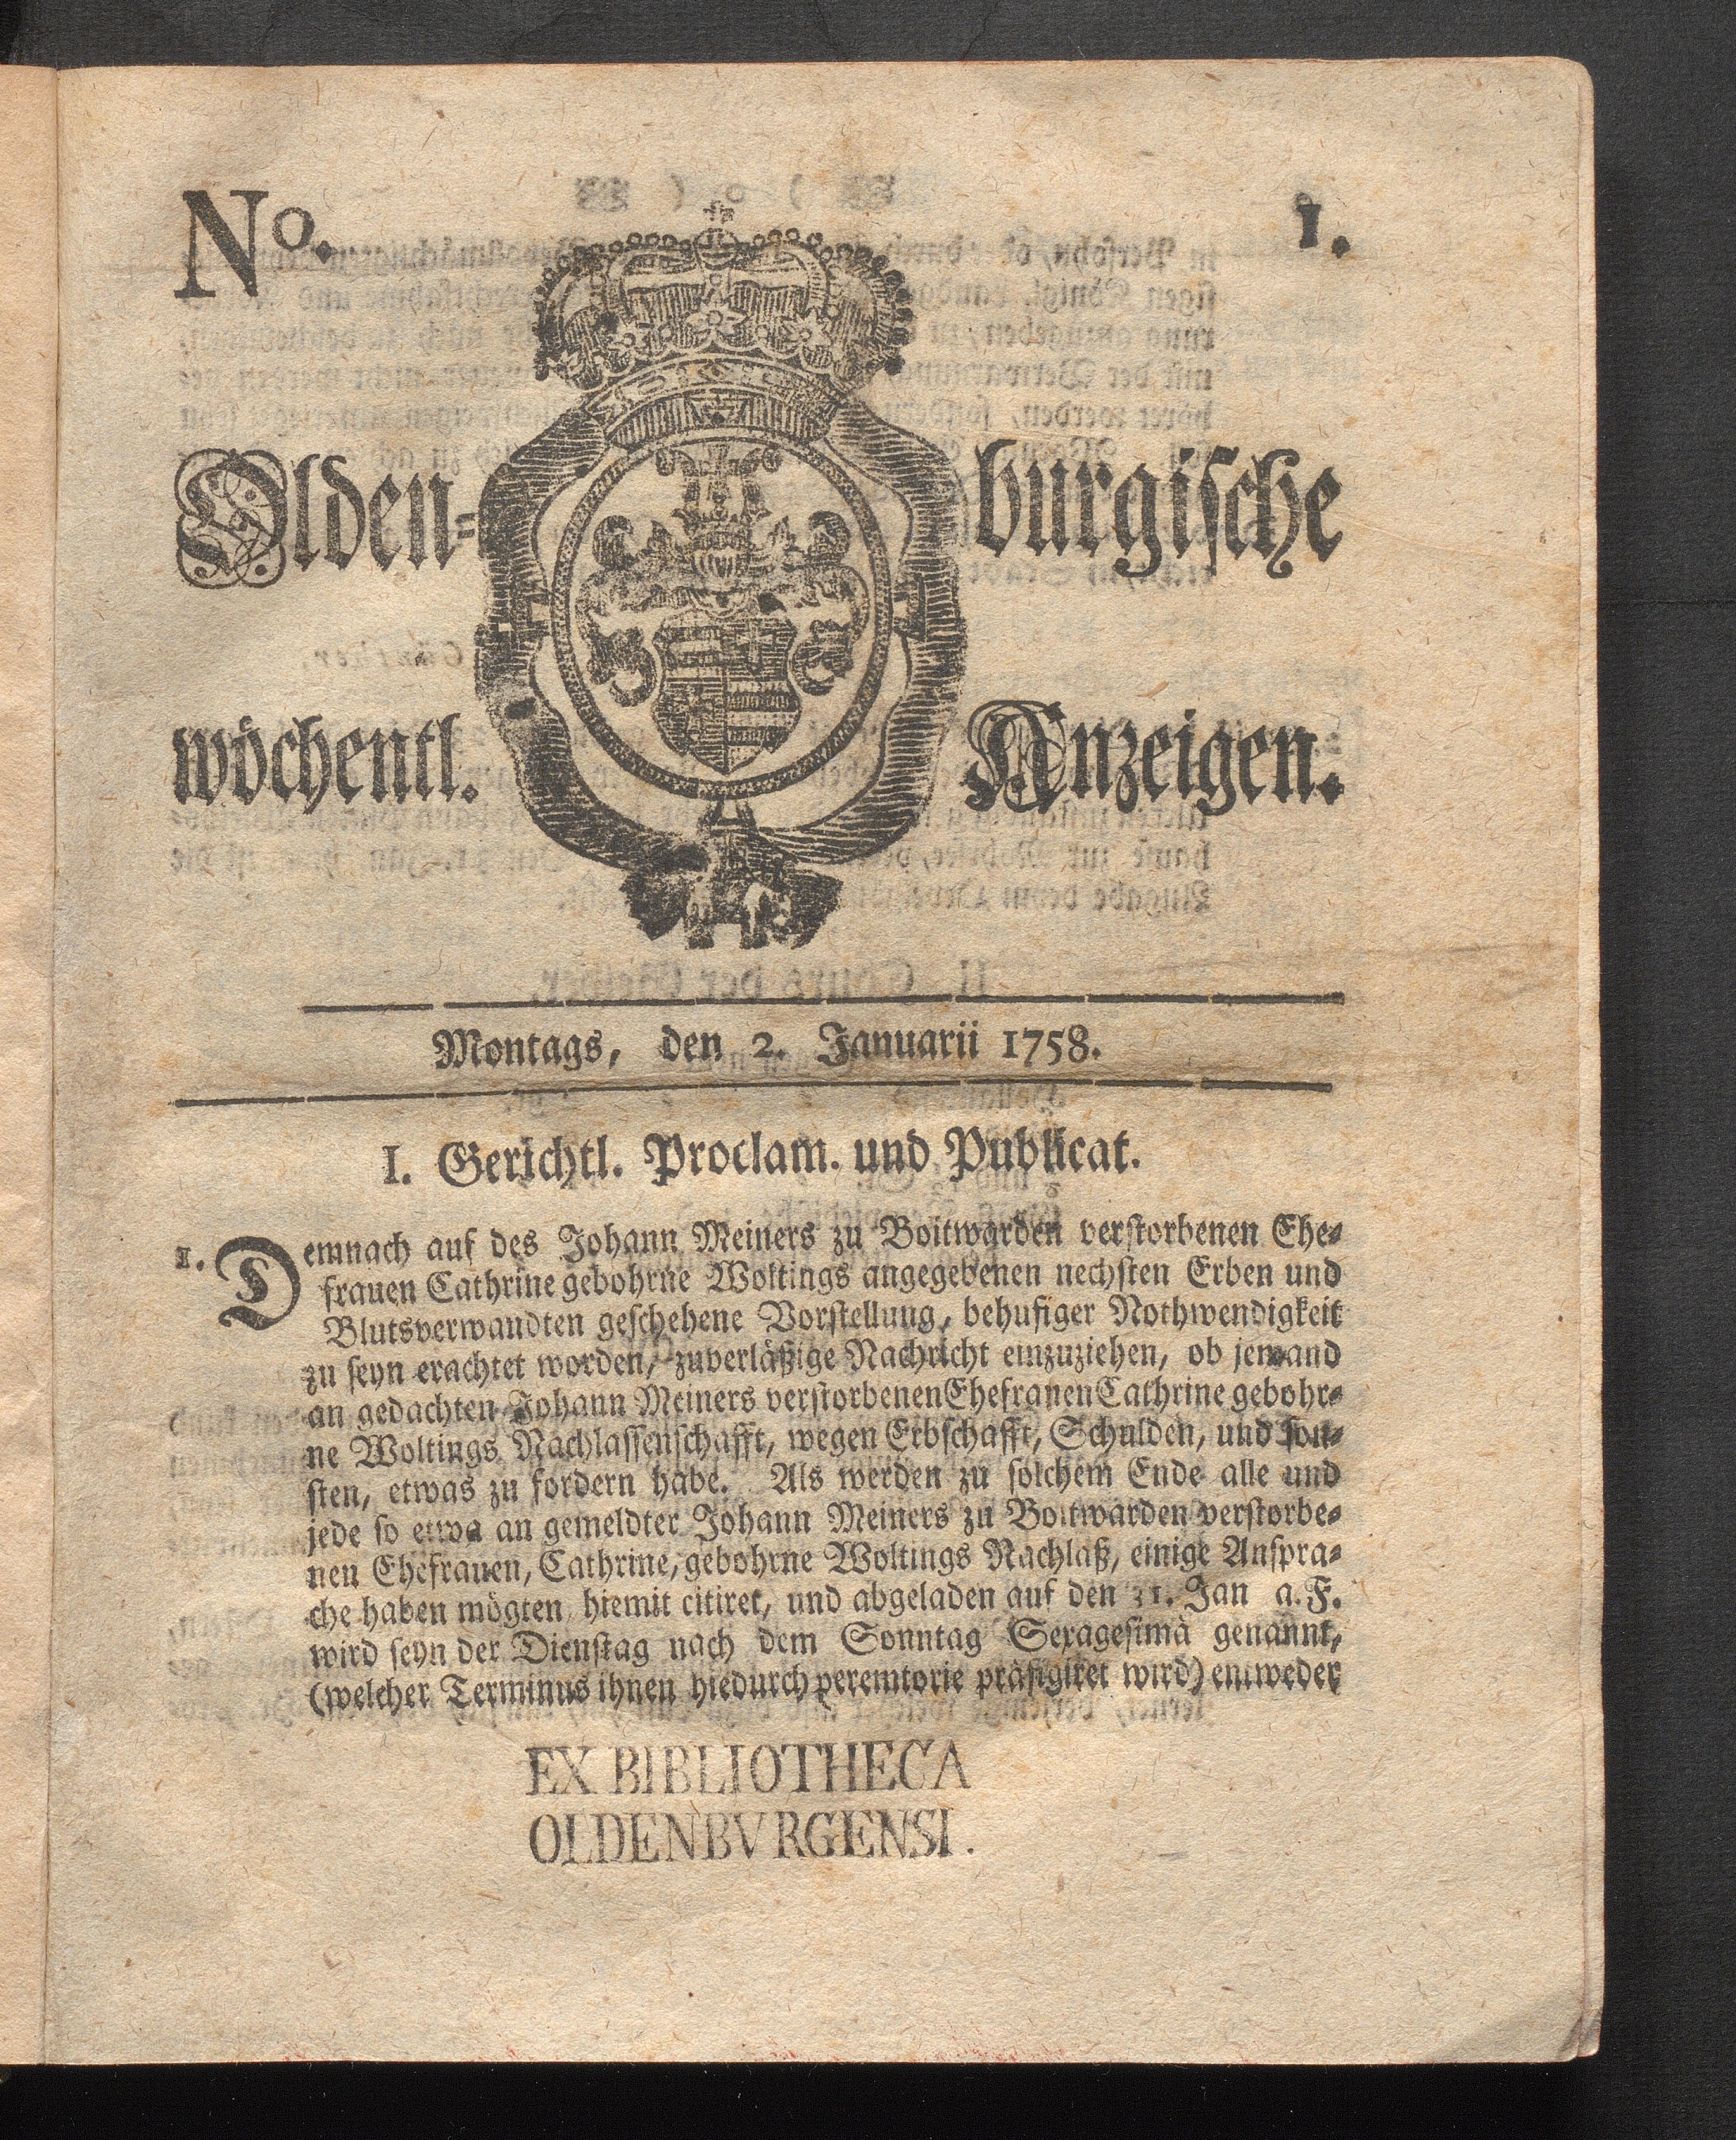 No. 1.
Olden= burgische
wöchentl. Anzeigen.
Montags, den 2. Januarii 1758.
I. Gerichtl. Proclam. und Publicat.
1. Demnach auf des Johann Meiners zu Boitwarden verstorbenen Ehe=
frauen Cathrine gebohrne Woltings angegebenen nechsten Erben und
Blutsverwandten geschehene Vorstellung, behufiger Nothwendigkeit
zu seyn erachtet worden, zuverläßige Nachricht einzuziehen, ob jemand
an gedachten Johann Meiners verstorbenen Ehefrauen Cathrine gebohr=
ne Woltings Nachlassenschafft, wegen Erbschafft, Schulden, und son=
sten, etwas zu fordern habe. Als werden zu solchem Ende alle und
jede so etwa an gemeldter Johann Meiners zu Boitwarden verstorbe=
nen Ehefrauen, Cathrine, gebohrne Woltings Nachlaß, einige Anspra=
che haben mögten, hiemit citiret, und abgeladen auf den 31. Jan a. F.
wird seyn der Dienstag nach dem Sonntag Sexagesimä genannt,
(welcher Terminus ihnen hiedurch peremtorie präfigiret wird) entweder
EX BIBLIOTHECA
OLDENBVRGENSI.